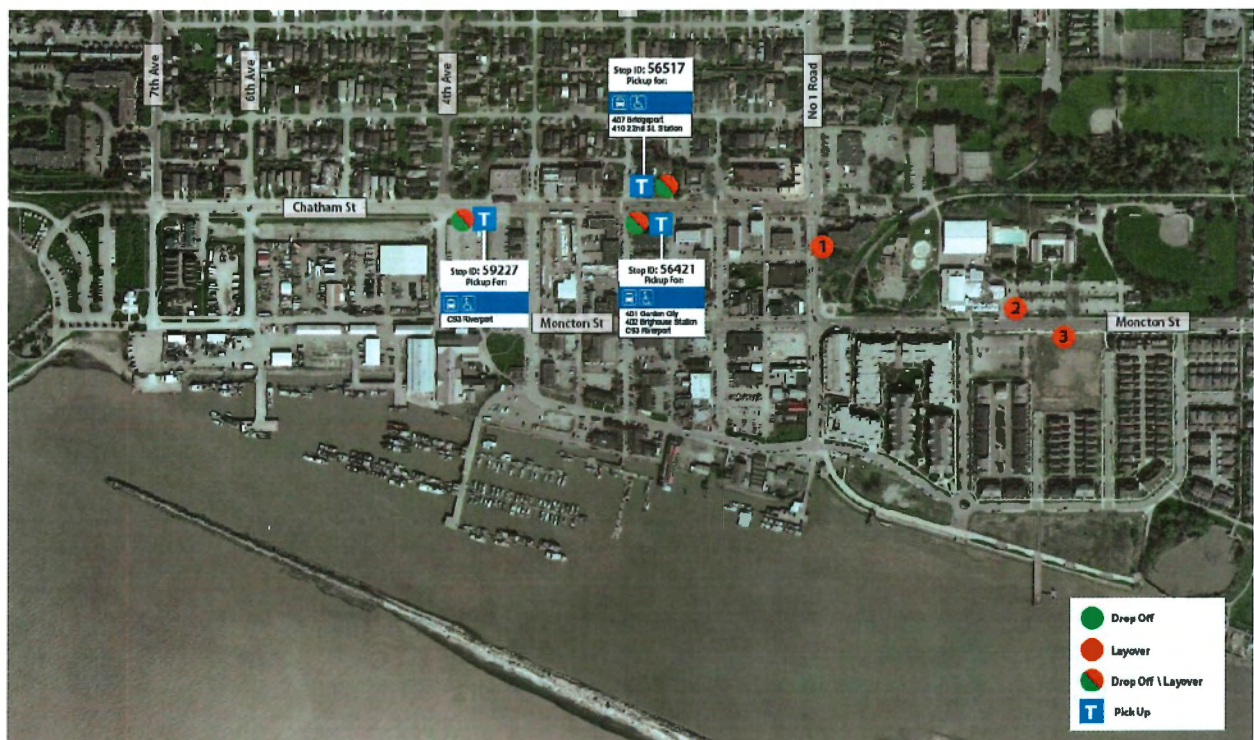 7th Ave
6th Ave
4th Ave
No 1 Road
Stop ID: 56517
Pickup for:
407 Bridgeport
410 22nd St. Station
Chatham St
T
T
T
Stop ID: 59227
Pickup For:
C93 Riverport
Stop ID: 56421
Pickup For:
401 Garden City
402 Brighouse Station
C93 Riverport
1
2
3
Moncton St
Moncton St
Drop Off
Layover
Drop Off \ Layover
T Pick Up